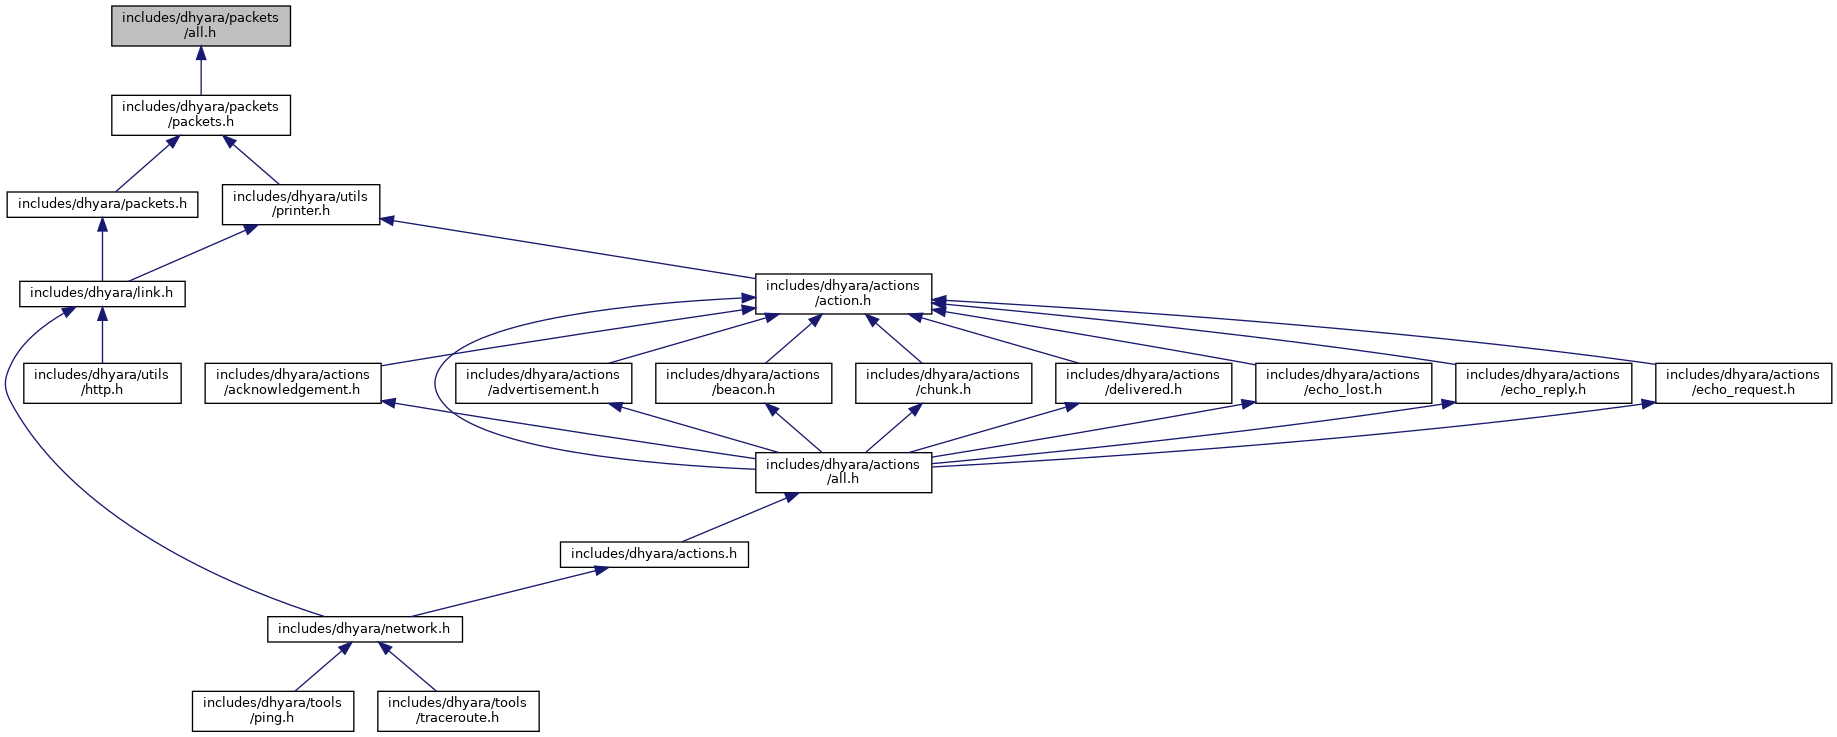 includes/dhyara/packets
/all.h
includes/dhyara/packets
/packets.h
includes/dhyara/packets.h
includes/dhyara/utils
/printer.h
includes/dhyara/link.h
includes/dhyara/actions
/action.h
includes/dhyara/utils
/http.h
includes/dhyara/actions
/acknowledgement.h
includes/dhyara/actions
/advertisement.h
includes/dhyara/actions
/beacon.h
includes/dhyara/actions
/chunk.h
includes/dhyara/actions
/delivered.h
includes/dhyara/actions
/echo_lost.h
includes/dhyara/actions
/echo_reply.h
includes/dhyara/actions
/echo_request.h
includes/dhyara/actions
/all.h
includes/dhyara/actions.h
includes/dhyara/network.h
includes/dhyara/tools
/ping.h
includes/dhyara/tools
/traceroute.h